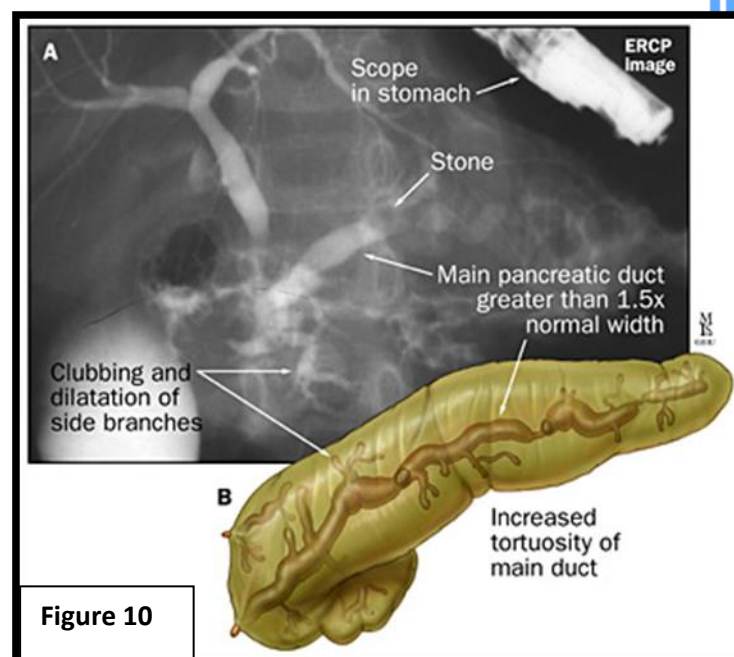 A
ERCP
Image
Scope
in stomach
Stone
Main pancreatic duct
greater than 1.5x
normal width
Clubbing and
dilatation of
side branches
B
Increased
tortuosity of
main duct
Figure 10